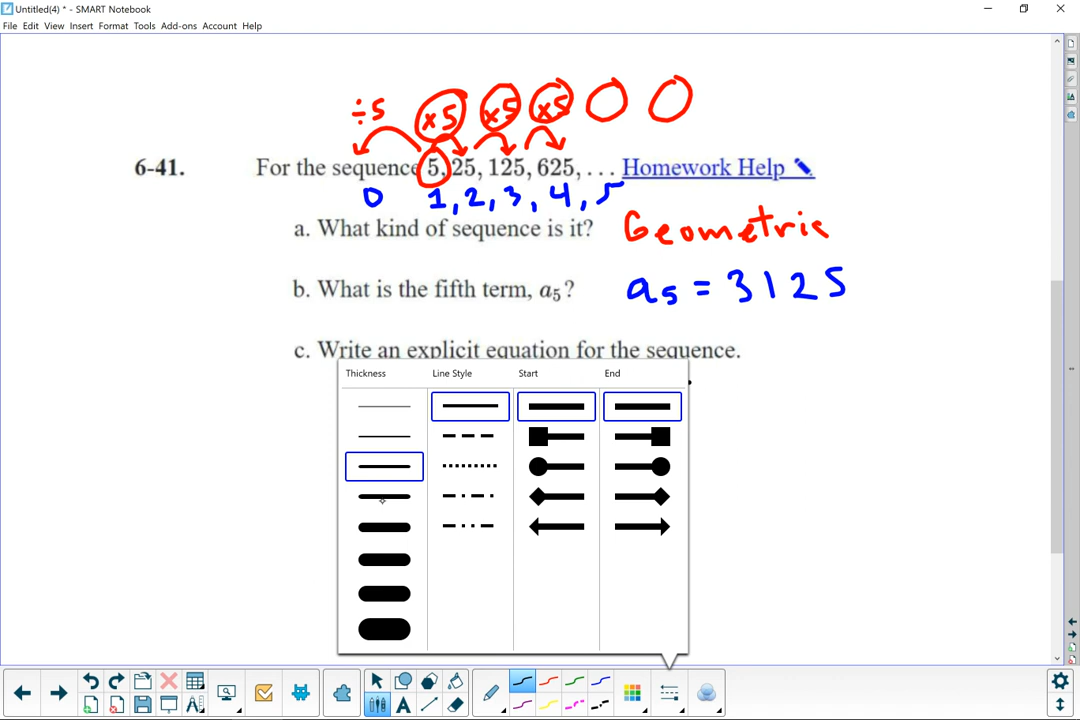 Untitled(4) * - SMART Notebook
File Edit View Insert Format Tools Add-ons Account Help
÷5 ×5 ×5 ×5
6-41. For the sequence 5, 25, 125, 625, . . . Homework Help
0 1, 2, 3, 4, 5
a. What kind of sequence is it? Geometric
b. What is the fifth term, a₅? a₅ = 3125
c. Write an explicit equation for the sequence.
Thickness Line Style Start End